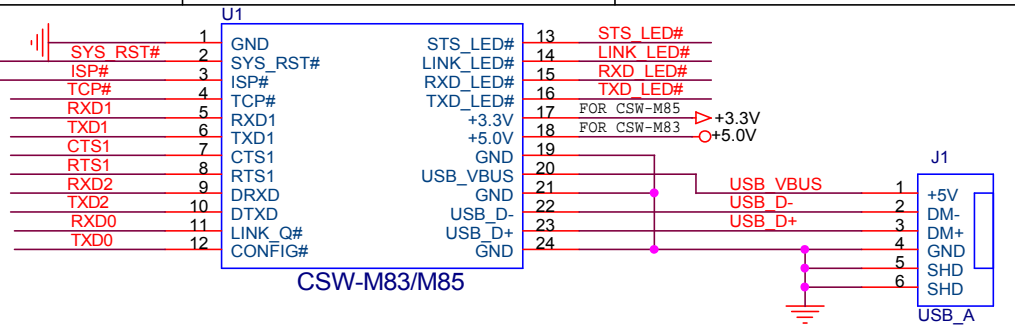 U1
1 GND STS_LED# 13 STS_LED#
SYS_RST# 2 SYS_RST# LINK_LED# 14 LINK_LED#
ISP# 3 ISP# RXD_LED# 15 RXD_LED#
TCP# 4 TCP# TXD_LED# 16 TXD_LED#
RXD1 5 RXD1 +3.3V 17 FOR CSW-M85 +3.3V
TXD1 6 TXD1 +5.0V 18 FOR CSW-M83 +5.0V
CTS1 7 CTS1 GND 19
RTS1 8 RTS1 USB_VBUS 20
RXD2 9 DRXD GND 21
TXD2 10 DTXD USB_D- 22
RXD0 11 LINK_Q# USB_D+ 23
TXD0 12 CONFIG# GND 24
CSW-M83/M85
J1
USB_VBUS 1 +5V
USB_D- 2 DM-
USB_D+ 3 DM+
4 GND
5 SHD
6 SHD
USB_A